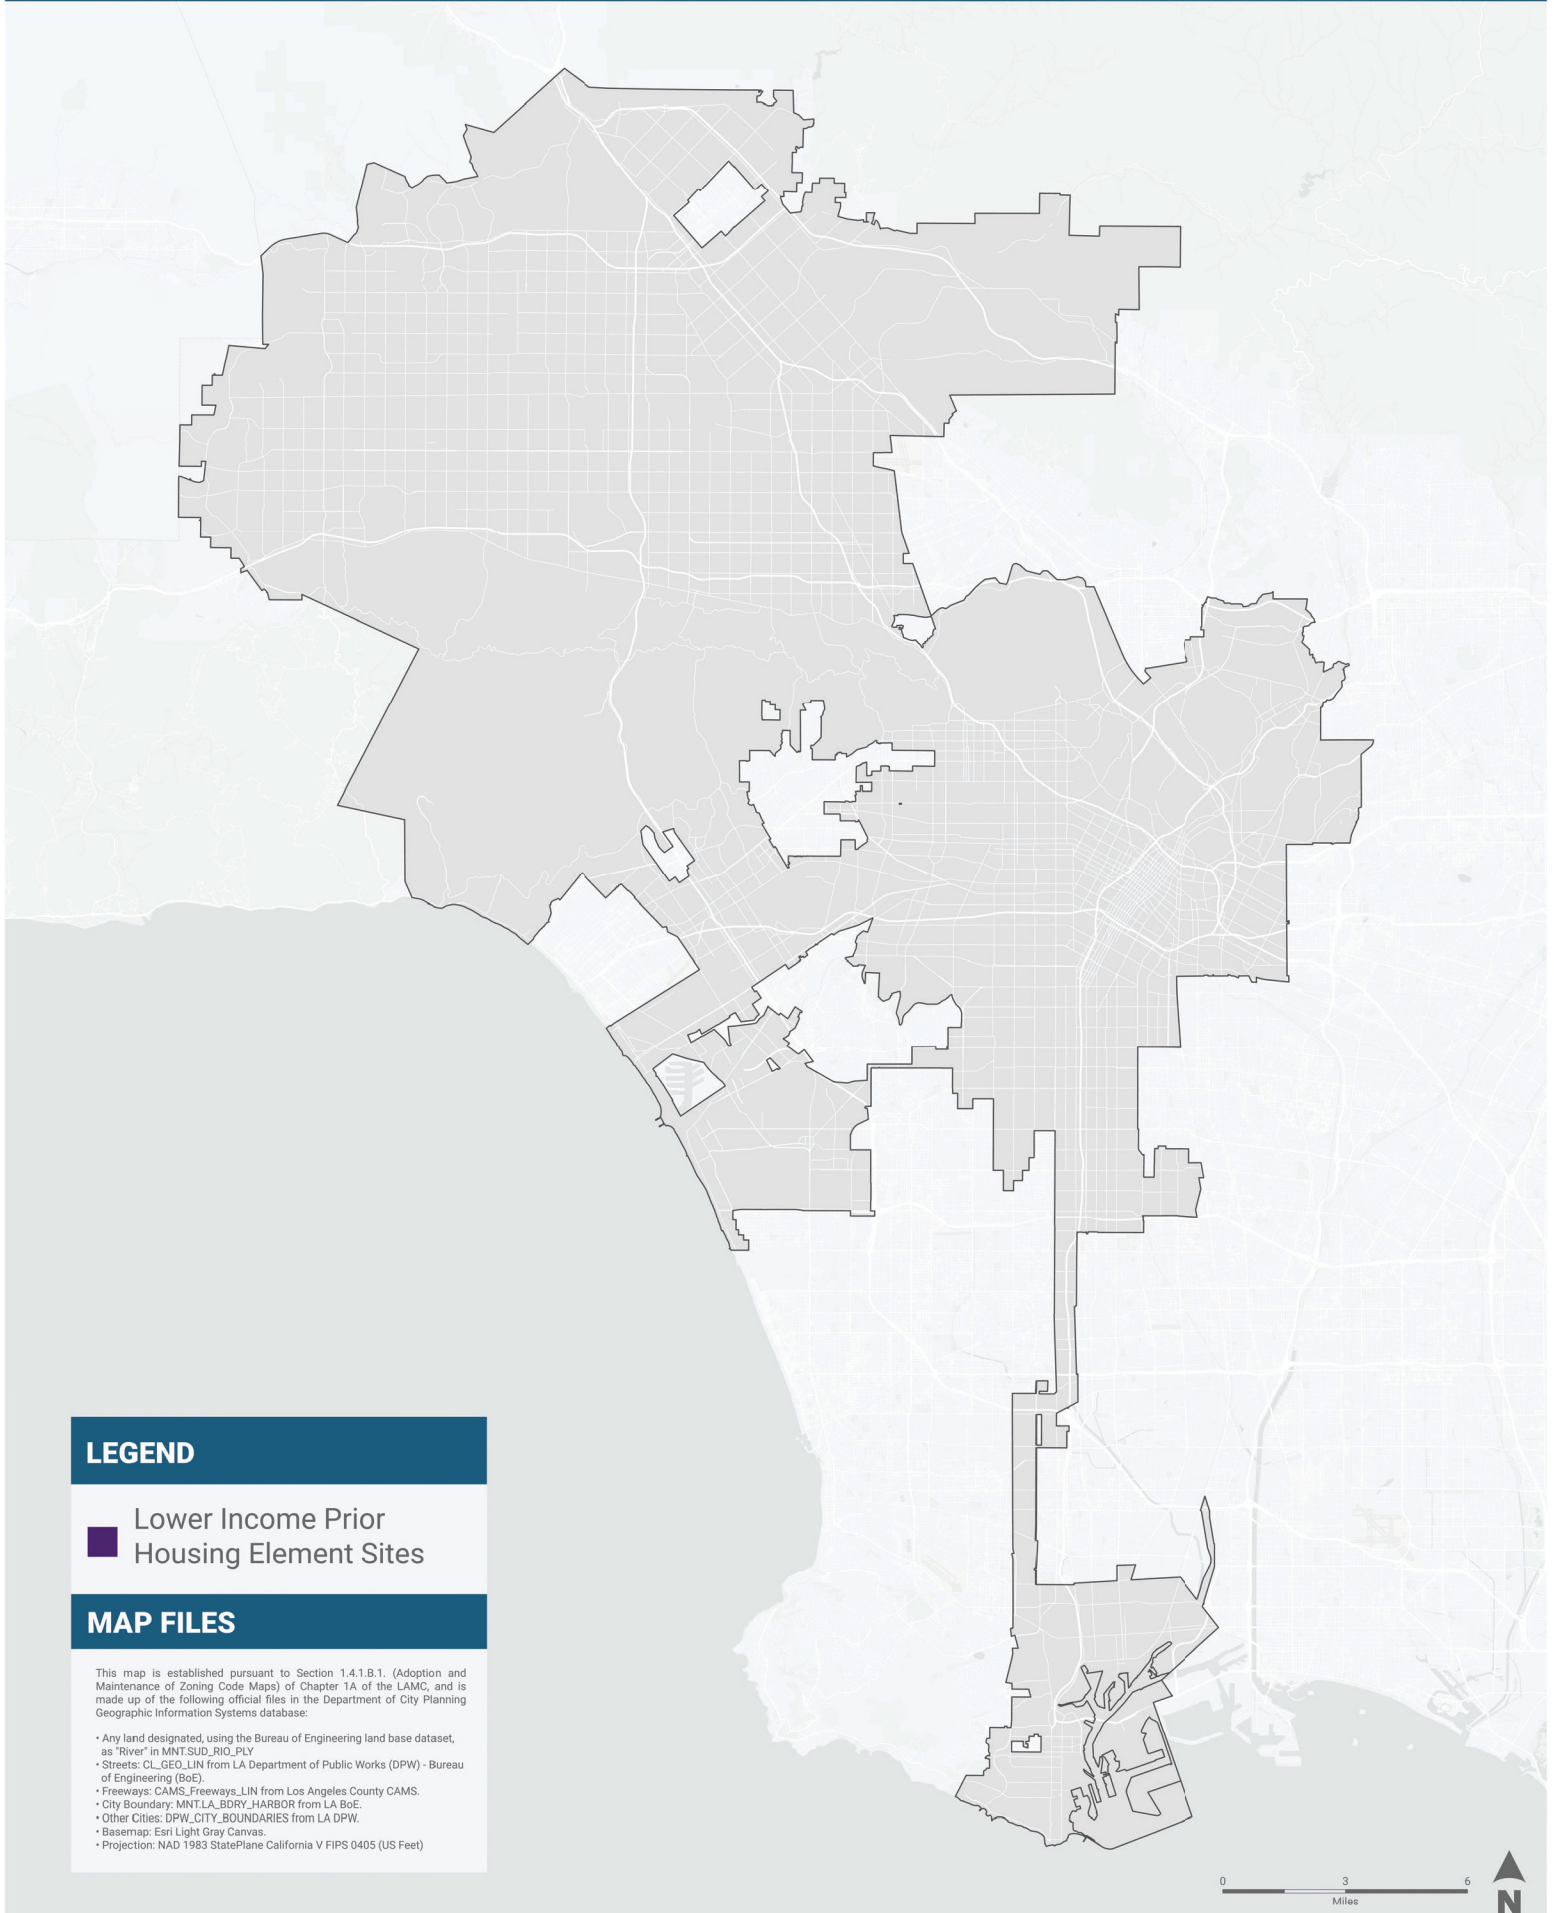 LEGEND
Lower Income Prior
Housing Element Sites
MAP FILES
This map is established pursuant to Section 1.4.1.B.1. (Adoption and
Maintenance of Zoning Code Maps) of Chapter 1A of the LAMC, and is
made up of the following official files in the Department of City Planning
Geographic Information Systems database:
• Any land designated, using the Bureau of Engineering land base dataset,
as "River" in MNT.SUD_RIO_PLY
• Streets: CL_GEO_LIN from LA Department of Public Works (DPW) - Bureau
of Engineering (BoE).
• Freeways: CAMS_Freeways_LIN from Los Angeles County CAMS.
• City Boundary: MNT.LA_BDRY_HARBOR from LA BoE.
• Other Cities: DPW_CITY_BOUNDARIES from LA DPW.
• Basemap: Esri Light Gray Canvas.
• Projection: NAD 1983 StatePlane California V FIPS 0405 (US Feet)
0 3 6
Miles
N